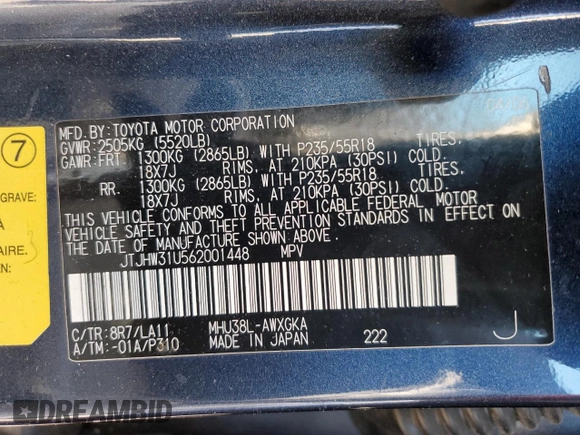 04/05
MFD.BY:TOYOTA MOTOR CORPORATION
GVWR:2505KG (5520LB)
GAWR:FRT. 1300KG (2865LB) WITH P235/55R18 TIRES.
18X7J RIMS, AT 210KPA (30PSI) COLD.
RR. 1300KG (2865LB) WITH P235/55R18 TIRES.
18X7J RIMS, AT 210KPA (30PSI) COLD.
THIS VEHICLE CONFORMS TO ALL APPLICABLE FEDERAL MOTOR
VEHICLE SAFETY AND THEFT PREVENTION STANDARDS IN EFFECT ON
THE DATE OF MANUFACTURE SHOWN ABOVE.
JTJHW31U562001448 MPV
C/TR:8R7/LA11 MHU38L-AWXGKA
A/TM:-01A/P310 MADE IN JAPAN 222 J
7
GRAVE:
A
AIRE.
3
DREAMBID